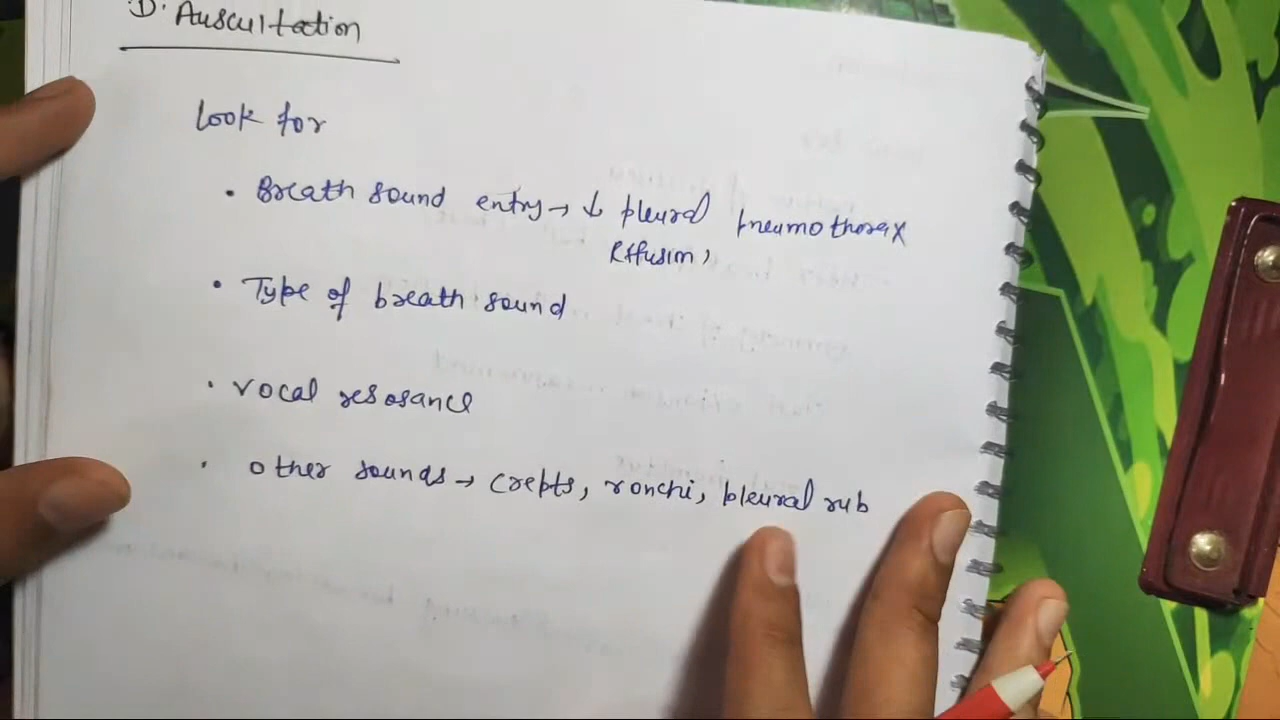 D. Auscultation
Look for
• Breath sound entry → ↓ pleural pneumothorax
Effusion,
• Type of breath sound
• vocal resosance
• other sounds → crepts, ronchi, pleural rub